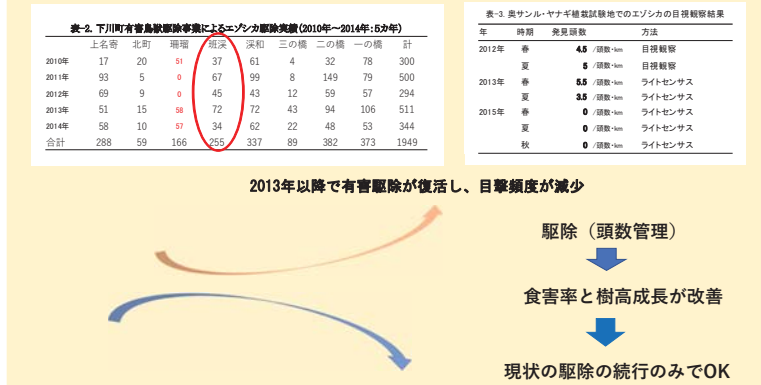 表-2. 下川町有害鳥獣駆除事業によるエゾシカ駆除実績(2010年～2014年:5カ年)
上名寄 北町 珊瑠 班渓 渓和 三の橋 二の橋 一の橋 計
2010年 17 20 51 37 61 4 32 78 300
2011年 93 5 0 67 99 8 149 79 500
2012年 69 9 0 45 43 12 59 57 294
2013年 51 15 58 72 72 43 94 106 511
2014年 58 10 57 34 62 22 48 53 344
合計 288 59 166 255 337 89 382 373 1949
表-3. 奥サンル・ヤナギ植栽試験地でのエゾシカの目視観察結果
年 時期 発見頭数 方法
2012年 春 4.5 /頭数・km 目視観察
夏 5 /頭数・km 目視観察
2013年 春 5.5 /頭数・km ライトセンサス
夏 3.5 /頭数・km ライトセンサス
2015年 春 0 /頭数・km ライトセンサス
夏 0 /頭数・km ライトセンサス
秋 0 /頭数・km ライトセンサス
2013年以降で有害駆除が復活し、目撃頻度が減少
駆除（頭数管理）
食害率と樹高成長が改善
現状の駆除の続行のみでOK